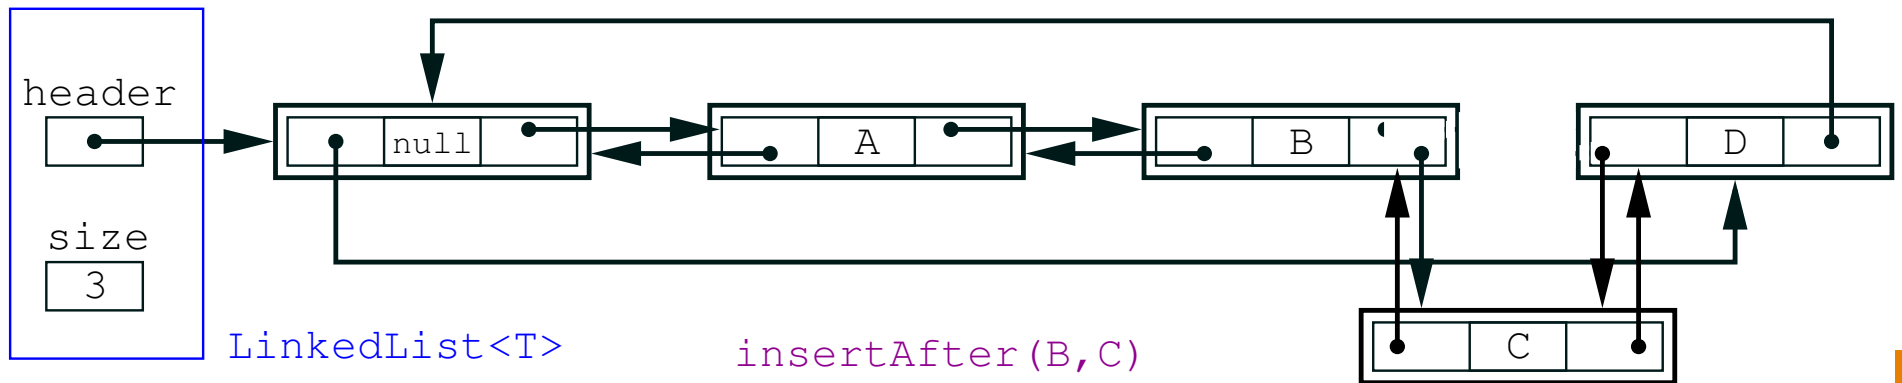 header
null
A
B
D
size
3
C
LinkedList<T>
insertAfter(B,C)